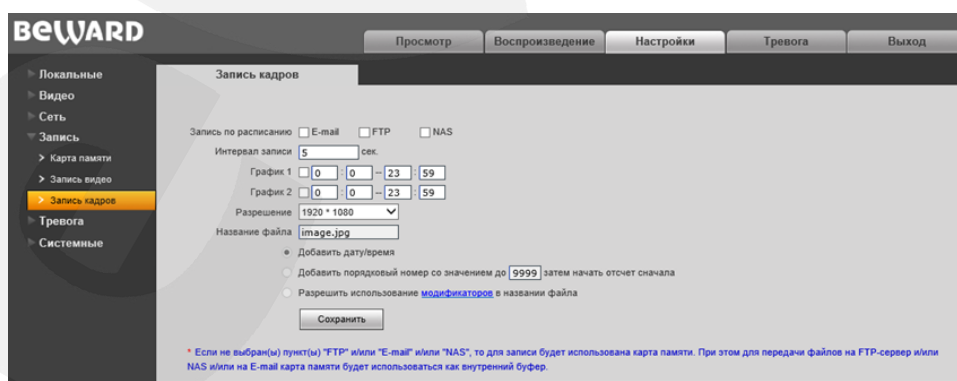 BEWARD
Просмотр Воспроизведение Настройки Тревога Выход
Локальные
Видео
Сеть
Запись
Карта памяти
Запись видео
Запись кадров
Тревога
Системные
Запись кадров
Запись по расписанию E-mail FTP NAS
Интервал записи 5 сек.
График 1 0 : 0 – 23 : 59
График 2 0 : 0 – 23 : 59
Разрешение 1920 * 1080
Название файла image.jpg
Добавить дату/время
Добавить порядковый номер со значением до 9999 затем начать отсчет сначала
Разрешить использование модификаторов в названии файла
Сохранить
* Если не выбран(ы) пункт(ы) "FTP" и/или "E-mail" и/или "NAS", то для записи будет использована карта памяти. При этом для передачи файлов на FTP-сервер и/или
NAS и/или на E-mail карта памяти будет использоваться как внутренний буфер.